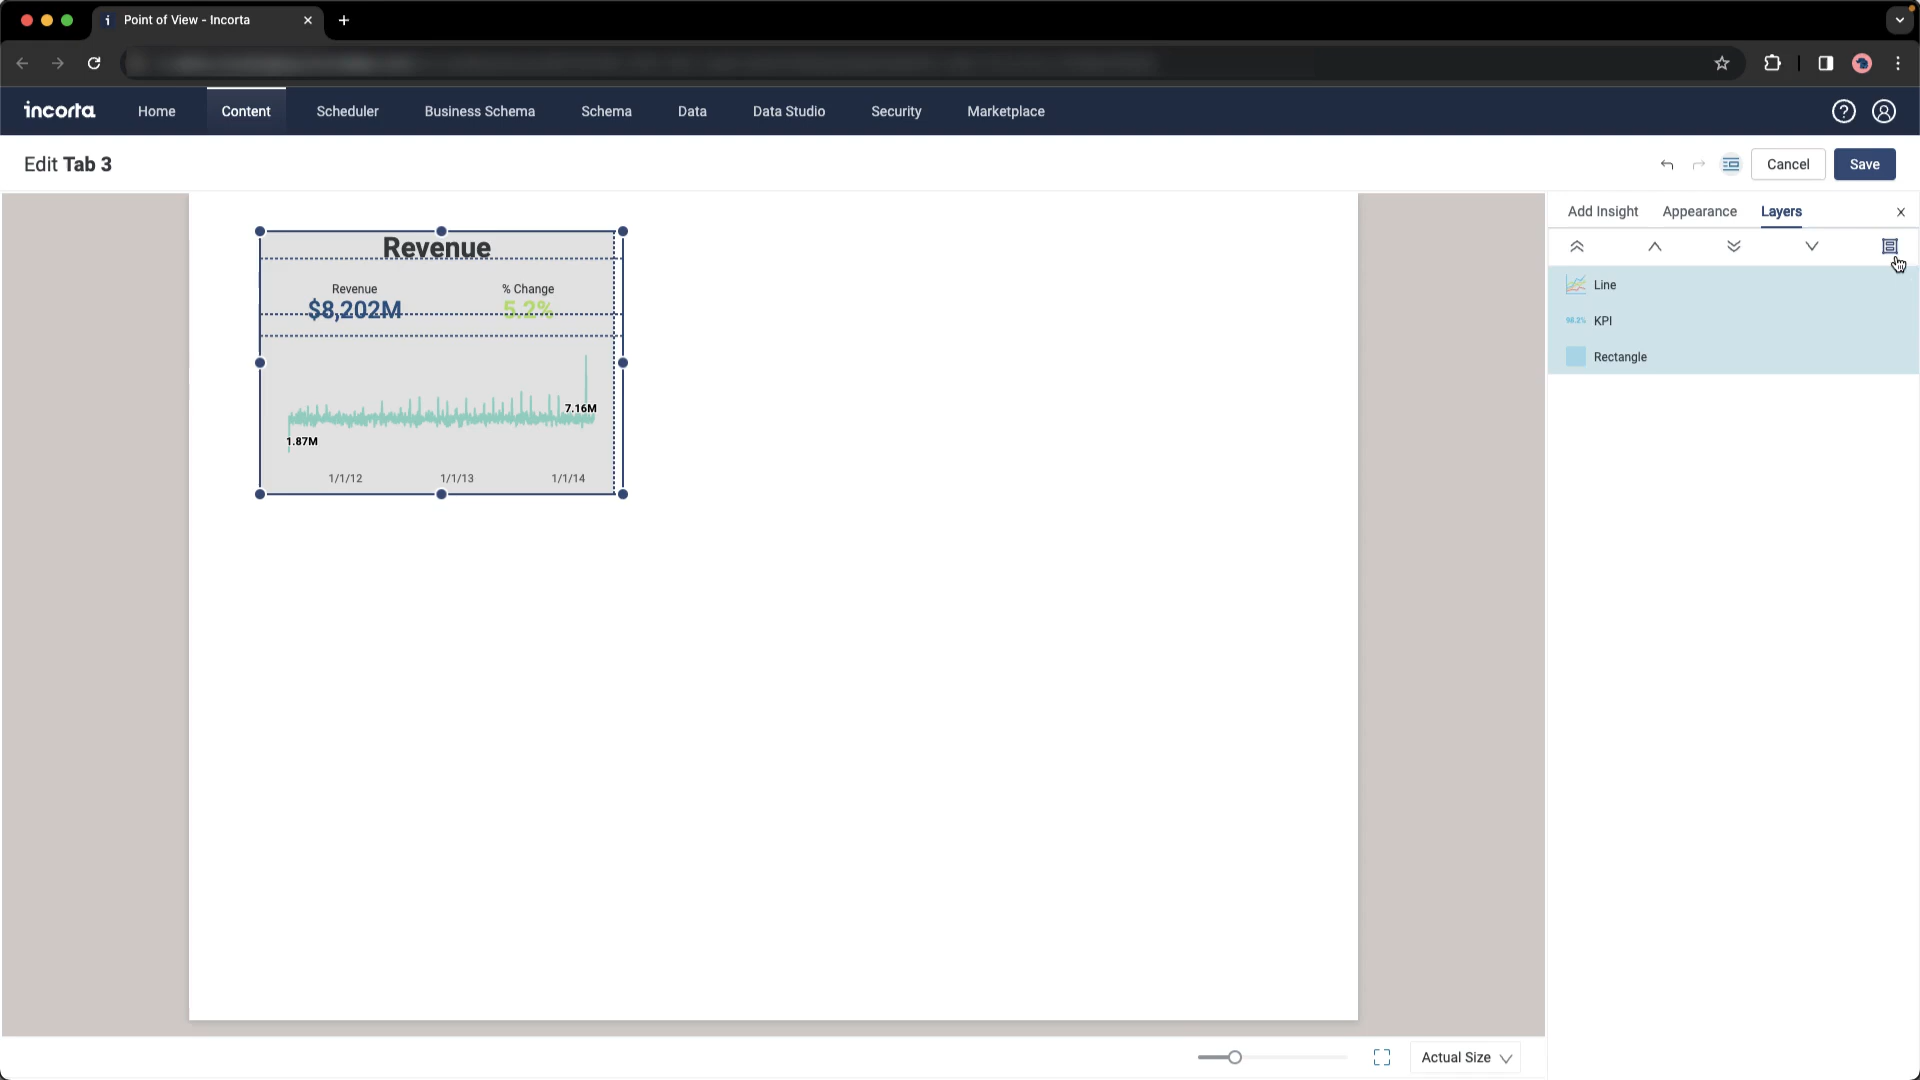 Point of View - Incorta
incorta
Home
Content
Scheduler
Business Schema
Schema
Data
Data Studio
Security
Marketplace
Edit Tab 3
Cancel
Save
Add Insight
Appearance
Layers
Revenue
Revenue
% Change
$8,202M
5.2%
7.16M
1.87M
1/1/12
1/1/13
1/1/14
Line
98.2% KPI
Rectangle
Actual Size